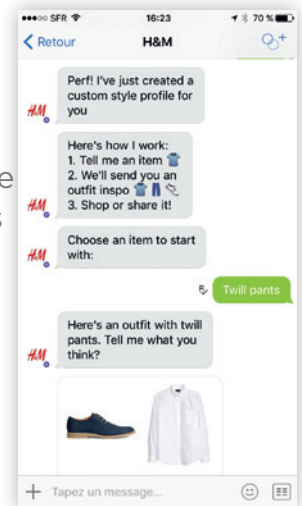 SFR 16:23 70 %
Retour H&M
Perf! I've just created a
custom style profile for
you
H&M
Here's how I work:
1. Tell me an item
2. We'll send you an
e
outfit inspo
s
3. Shop or share it!
H&M
Choose an item to start
with:
H&M
Twill pants
Here's an outfit with twill
pants. Tell me what you
think?
H&M
Tapez un message...